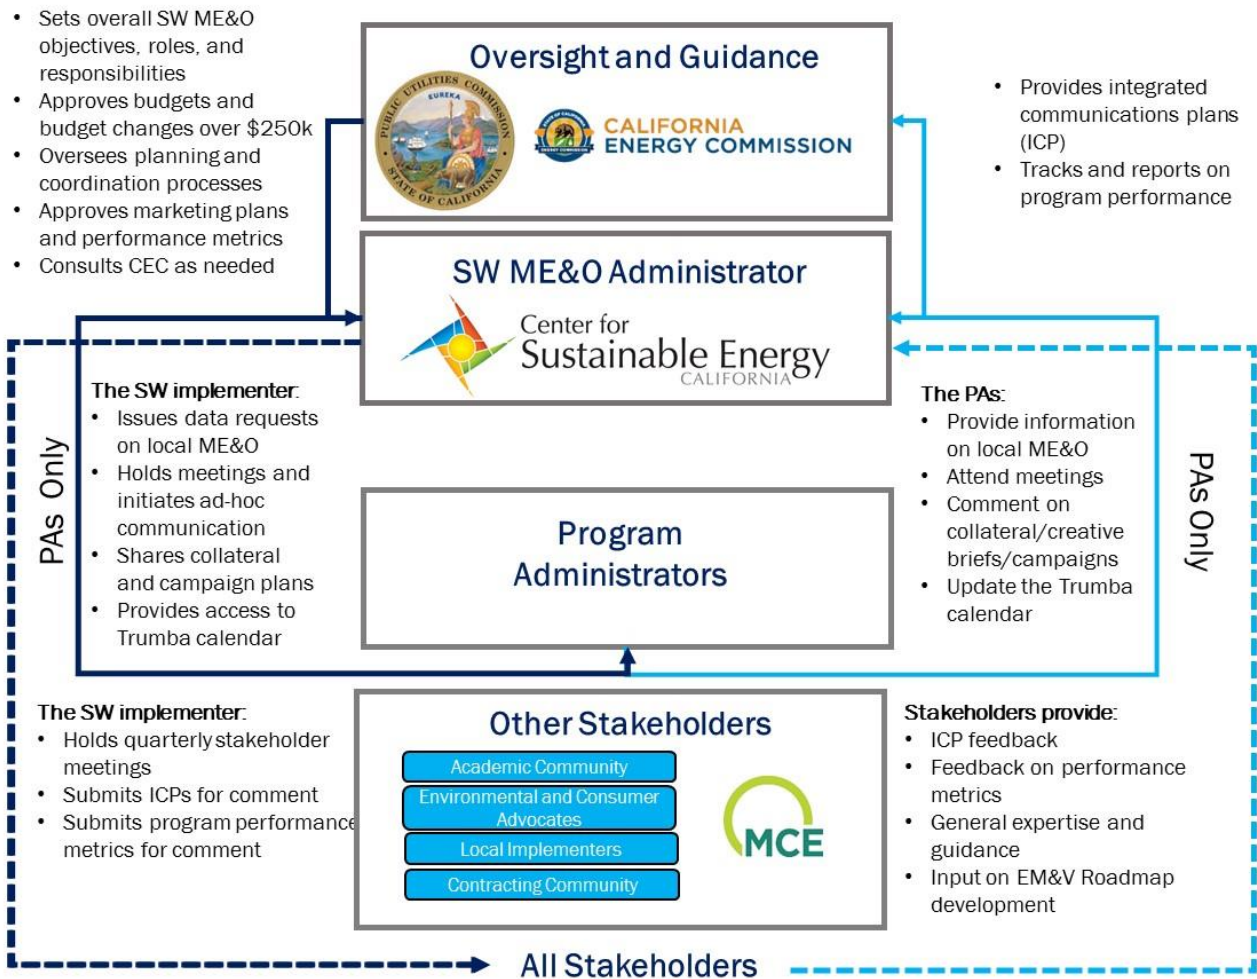 • Sets overall SW ME&O
objectives, roles, and
responsibilities
• Approves budgets and
budget changes over $250k
• Oversees planning and
coordination processes
• Approves marketing plans
and performance metrics
• Consults CEC as needed
Oversight and Guidance
PUBLIC UTILITIES COMMISSION
EUREKA
STATE OF CALIFORNIA
CALIFORNIA
ENERGY COMMISSION
• Provides integrated
communications plans
(ICP)
• Tracks and reports on
program performance
SW ME&O Administrator
Center for
Sustainable Energy
CALIFORNIA
PAs Only
The SW implementer:
• Issues data requests
on local ME&O
• Holds meetings and
initiates ad-hoc
communication
• Shares collateral
and campaign plans
• Provides access to
Trumba calendar
Program
Administrators
The PAs:
• Provide information
on local ME&O
• Attend meetings
• Comment on
collateral/creative
briefs/campaigns
• Update the Trumba
calendar
PAs Only
The SW implementer:
• Holds quarterly stakeholder
meetings
• Submits ICPs for comment
• Submits program performance
metrics for comment
Other Stakeholders
Academic Community
Environmental and Consumer
Advocates
Local Implementers
Contracting Community
MCE
Stakeholders provide:
• ICP feedback
• Feedback on performance
metrics
• General expertise and
guidance
• Input on EM&V Roadmap
development
All Stakeholders